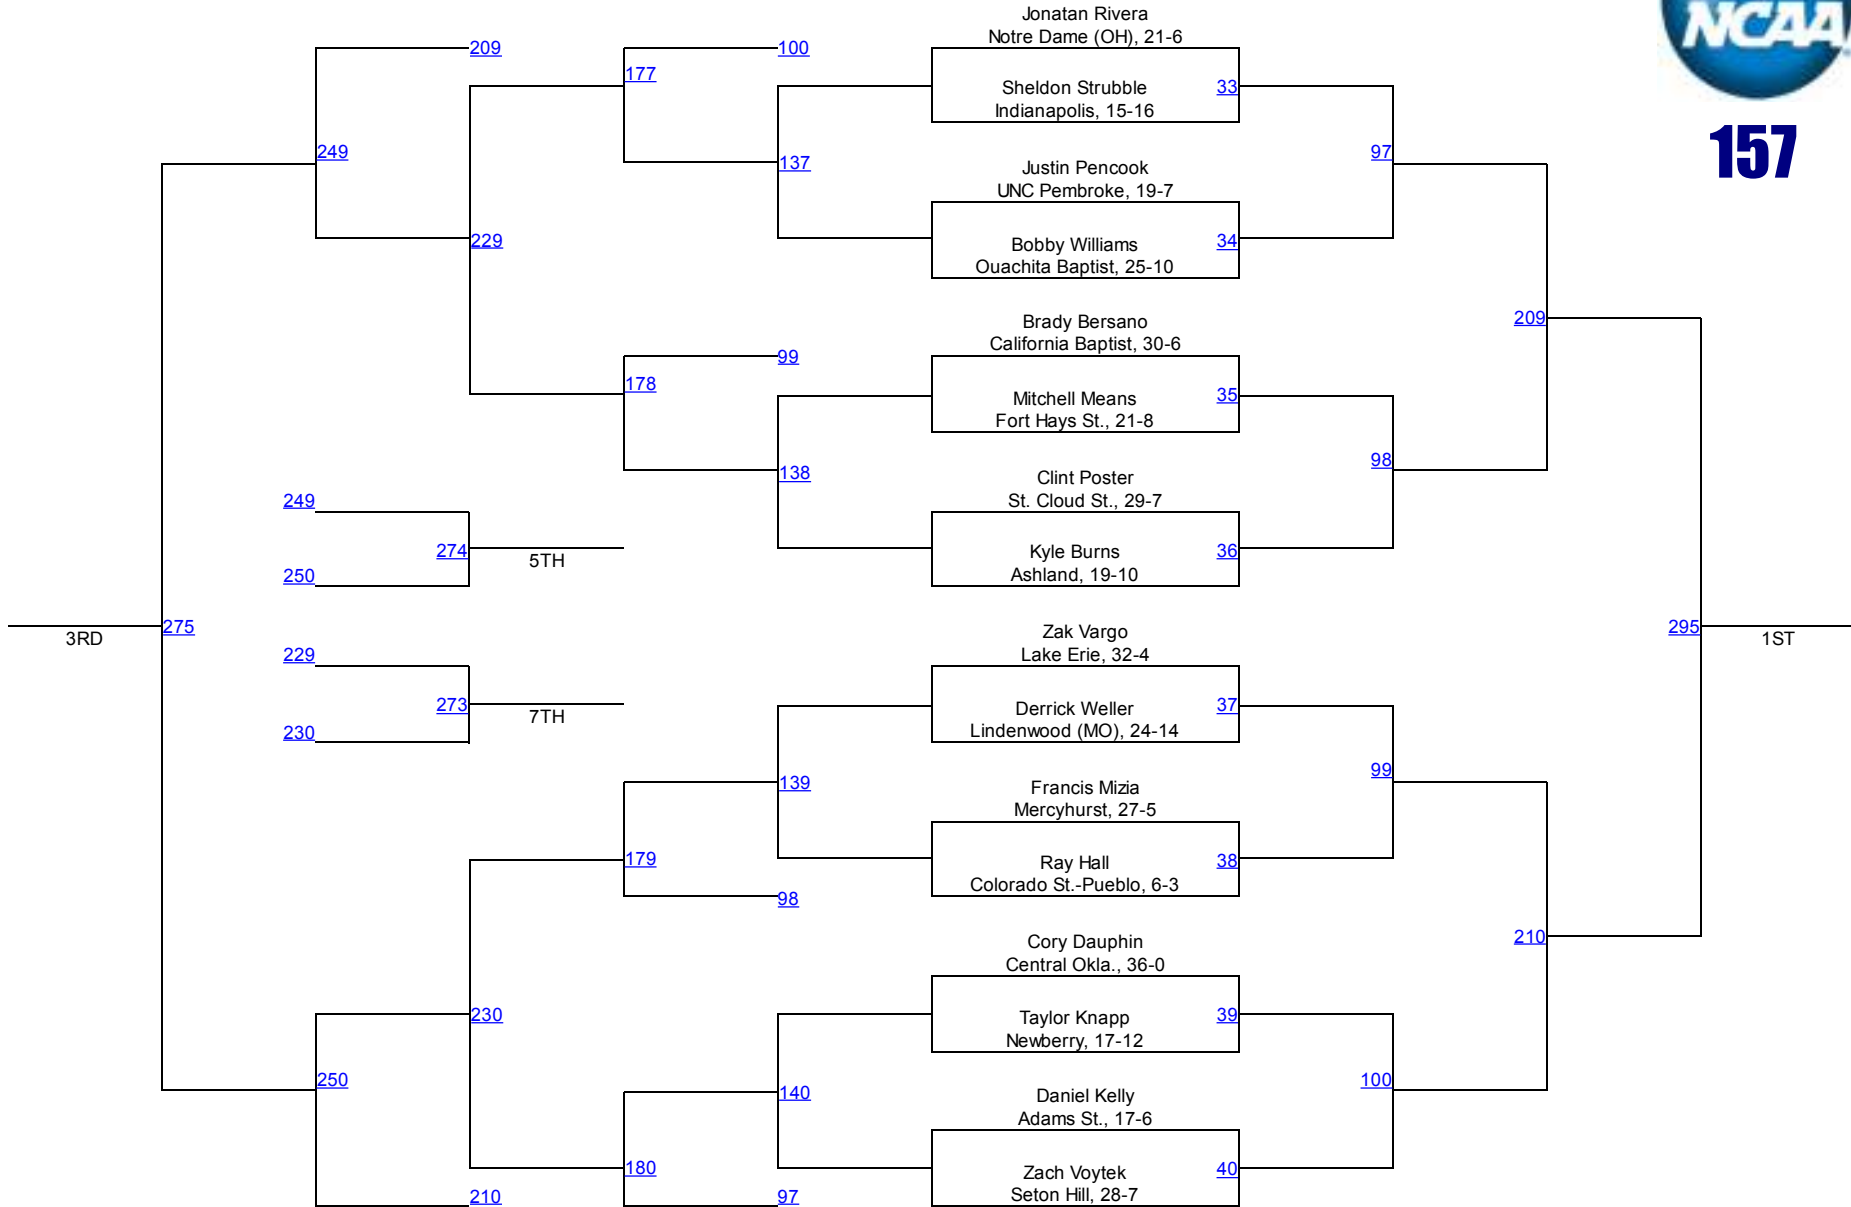 Jonatan Rivera
NCAA
209
100
Notre Dame (OH), 21-6
177
Sheldon Strubble
33
Indianapolis, 15-16
157
249
137
97
Justin Pencook
UNC Pembroke, 19-7
229
Bobby Williams
34
Ouachita Baptist, 25-10
209
Brady Bersano
California Baptist, 30-6
99
178
Mitchell Means
35
Fort Hays St., 21-8
98
138
Clint Poster
249
St. Cloud St., 29-7
274
5TH
Kyle Burns
36
250
Ashland, 19-10
275
3RD
Zak Vargo
295
1ST
229
Lake Erie, 32-4
273
7TH
Derrick Weller
37
230
Lindenwood (MO), 24-14
99
139
Francis Mizia
Mercyhurst, 27-5
179
Ray Hall
38
Colorado St.-Pueblo, 6-3
98
210
Cory Dauphin
Central Okla., 36-0
230
Taylor Knapp
39
Newberry, 17-12
250
140
100
Daniel Kelly
Adams St., 17-6
180
Zach Voytek
40
210
97
Seton Hill, 28-7